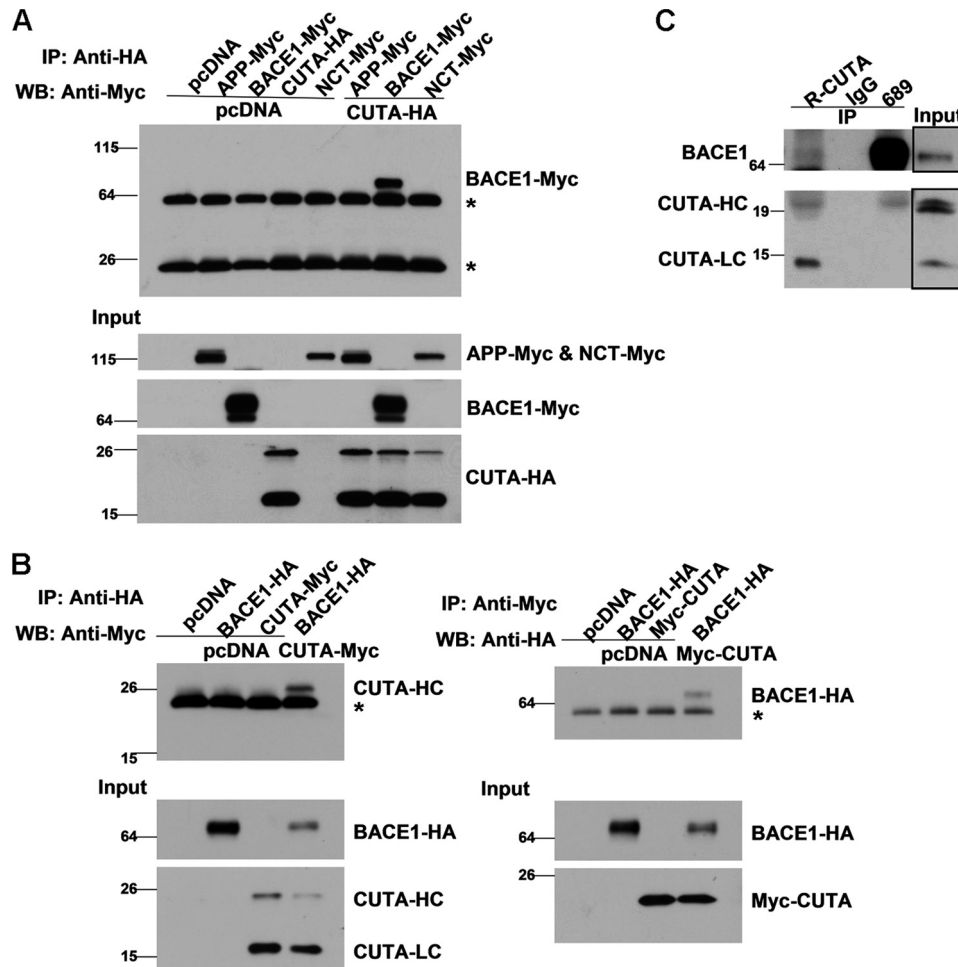 A
IP: Anti-HA
WB: Anti-Myc
pcDNA
APP-Myc
BACE1-Myc
CUTA-HA
NCT-Myc
APP-Myc
BACE1-Myc
NCT-Myc
pcDNA
CUTA-HA
115
64
26
BACE1-Myc
*
*
Input
115
APP-Myc & NCT-Myc
64
BACE1-Myc
26
15
CUTA-HA
C
R-CUTA
IgG
689
IP
Input
BACE1
64
CUTA-HC
19
CUTA-LC
15
B
IP: Anti-HA
WB: Anti-Myc
pcDNA
BACE1-HA
CUTA-Myc
BACE1-HA
pcDNA
CUTA-Myc
26
15
CUTA-HC
*
Input
64
BACE1-HA
26
15
CUTA-HC
CUTA-LC
IP: Anti-Myc
WB: Anti-HA
pcDNA
BACE1-HA
Myc-CUTA
BACE1-HA
pcDNA
Myc-CUTA
64
BACE1-HA
*
Input
64
BACE1-HA
26
Myc-CUTA